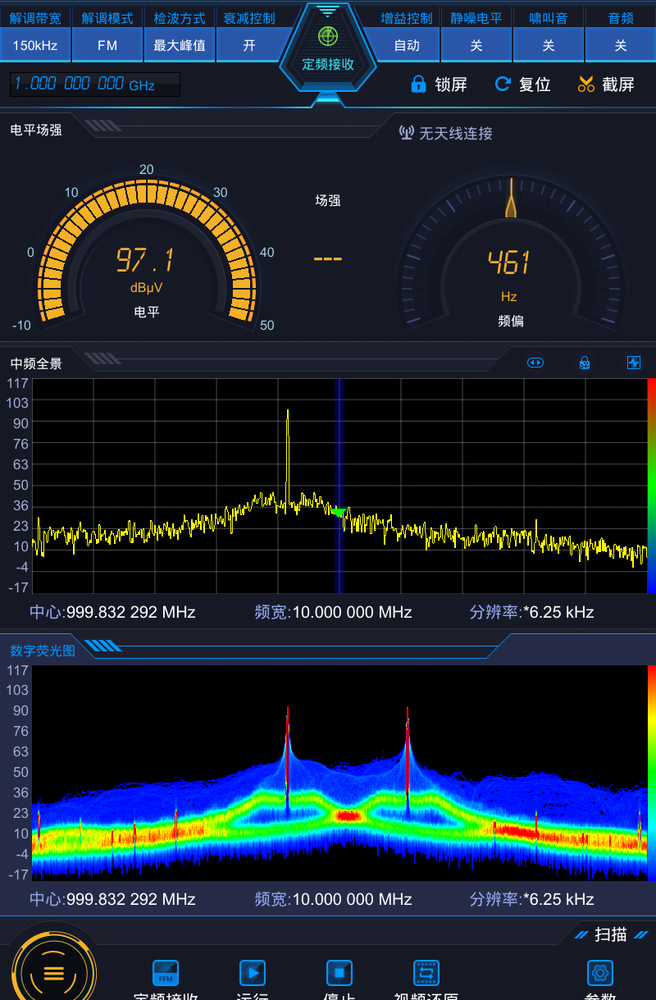 解调带宽 解调模式 检波方式 衰减控制 增益控制 静噪电平 啸叫音 音频
150kHz FM 最大峰值 开 自动 关 关 关
定频接收
1.000 000 000 GHz 锁屏 复位 截屏
电平场强 无天线连接
-10 0 10 20 30 40 50
97.1
dBμV
电平
场强
---
461
Hz
频偏
中频全景
117
103
90
76
63
50
36
23
10
-4
-17
中心:999.832 292 MHz 频宽:10.000 000 MHz 分辨率:*6.25 kHz
数字荧光图
117
103
90
76
63
50
36
23
10
-4
-17
中心:999.832 292 MHz 频宽:10.000 000 MHz 分辨率:*6.25 kHz
扫描
FFM
定频接收 运行 停止 视频还原 参数